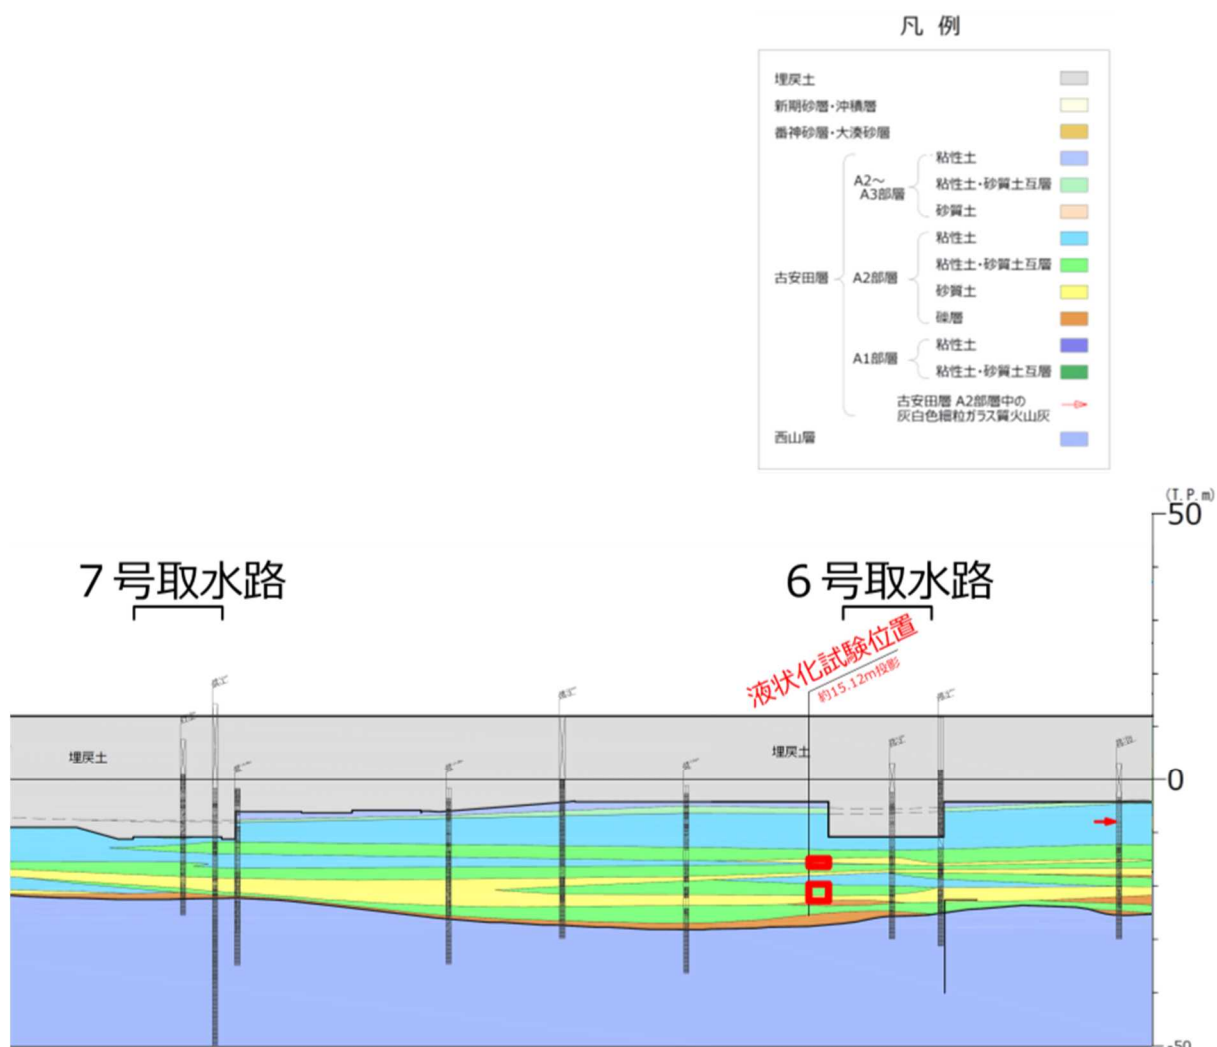 凡 例
埋戻土
新期砂層・沖積層
番神砂層・大湊砂層
古安田層
A2～
A3部層
粘性土
粘性土・砂質土互層
砂質土
A2部層
粘性土
粘性土・砂質土互層
砂質土
礫層
A1部層
粘性土
粘性土・砂質土互層
古安田層 A2部層中の
灰白色細粒ガラス質火山灰
西山層
(T.P.m)
50
7号取水路
6号取水路
液状化試験位置
約15.12m投影
埋戻土
埋戻土
0
-50